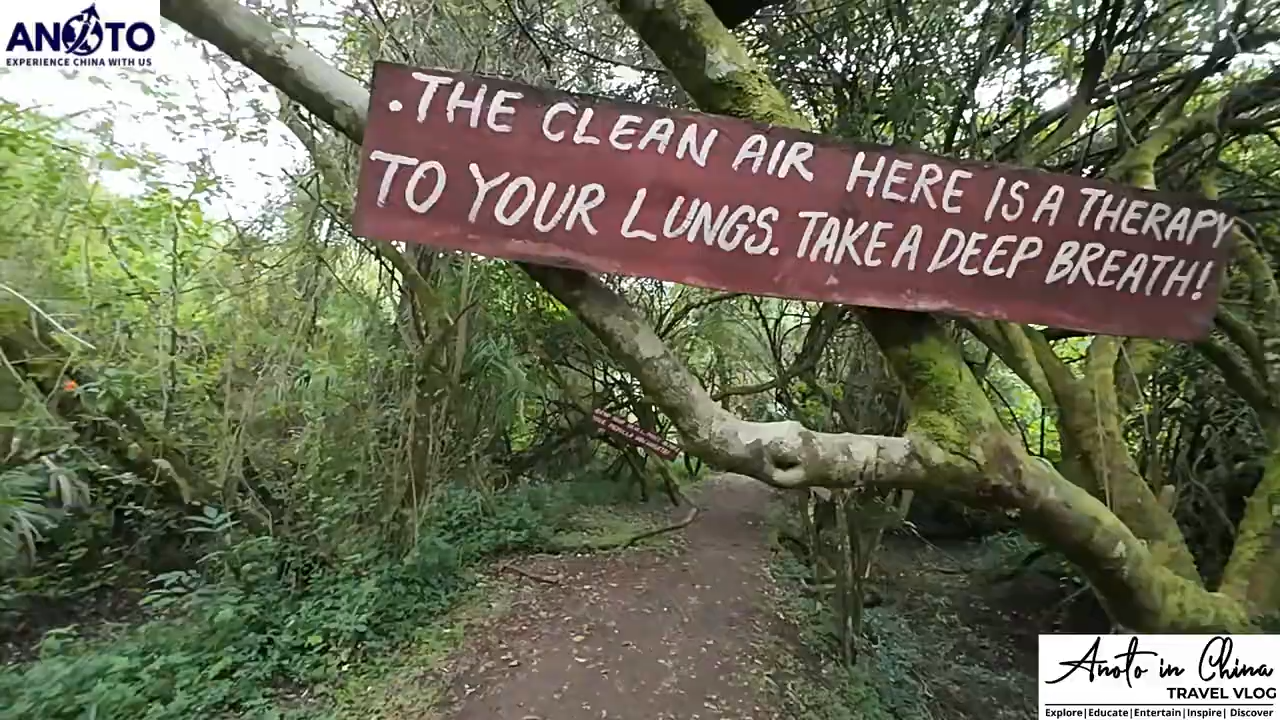 ANOTO
EXPERIENCE CHINA WITH US
.THE CLEAN AIR HERE IS A THERAPY
TO YOUR LUNGS. TAKE A DEEP BREATH!
Anoto in China
TRAVEL VLOG
Explore|Educate|Entertain|Inspire| Discover